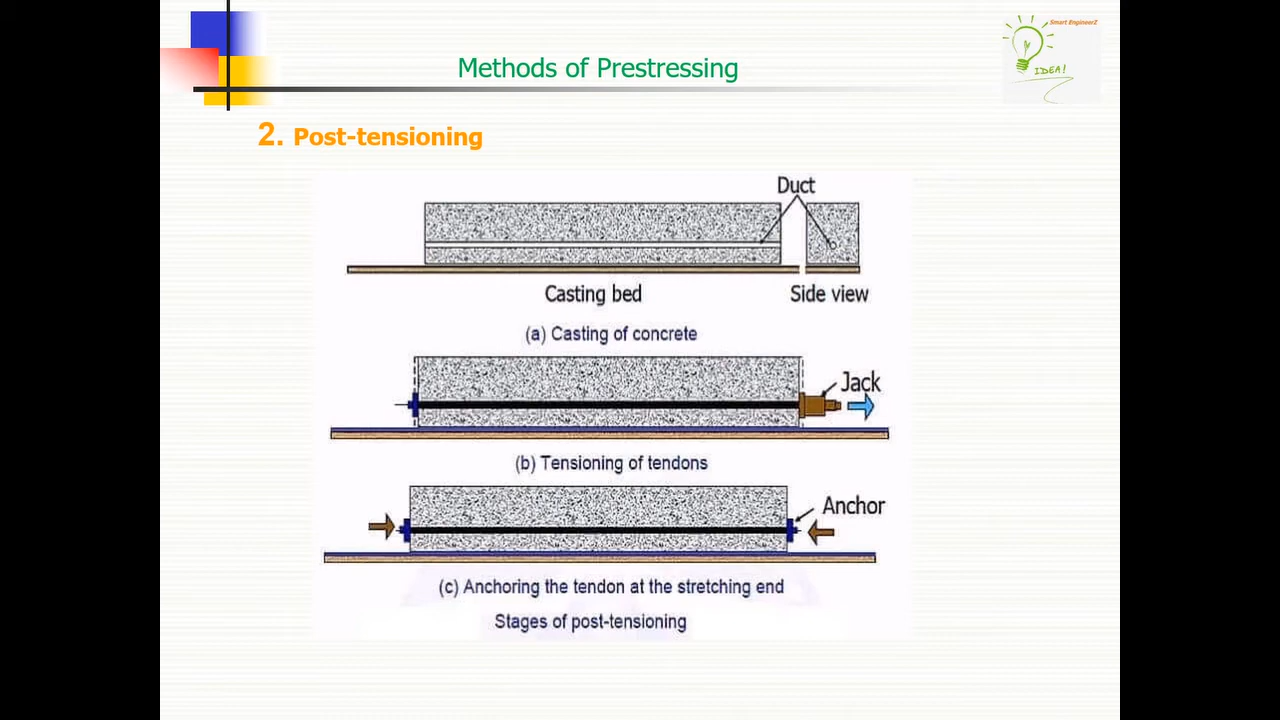 Smart EngineerZ
IDEA!
Methods of Prestressing
2. Post-tensioning
Duct
Casting bed
Side view
(a) Casting of concrete
Jack
(b) Tensioning of tendons
Anchor
(c) Anchoring the tendon at the stretching end
Stages of post-tensioning